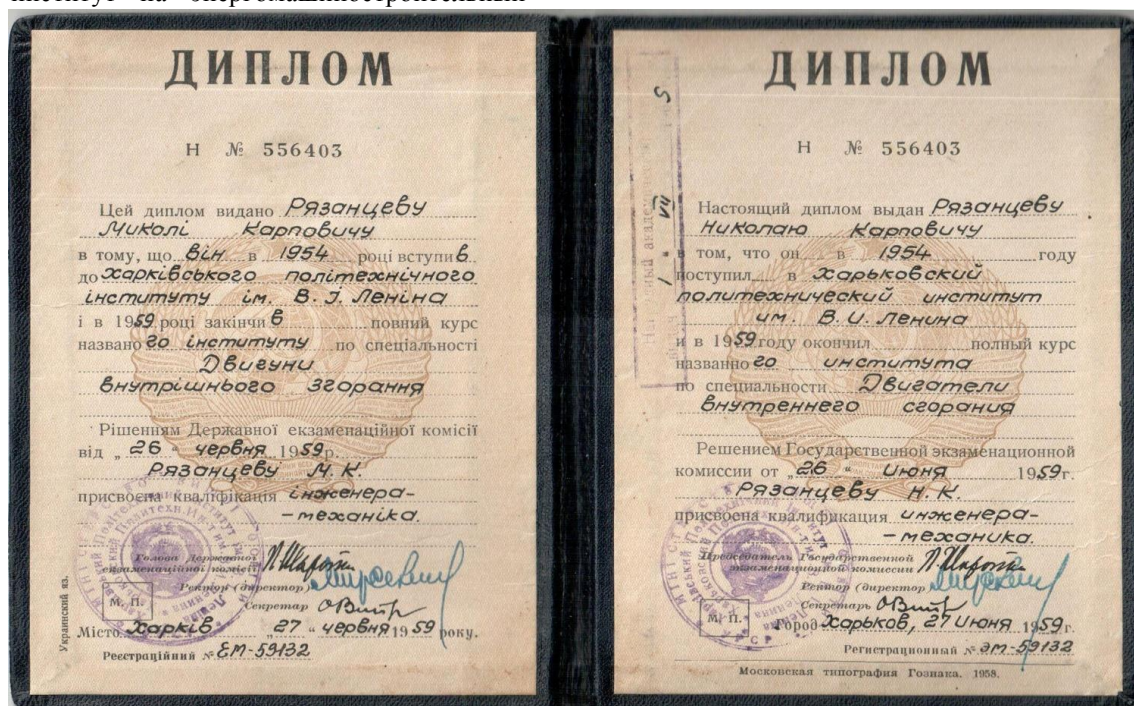 институт на энергомашиностроительный
ДИПЛОМ
Н № 556403
Цей диплом видано Рязанцеву
Миколі Карповичу
в тому, що він в 1954 році вступив
до Харківського політехнічного
інституту ім. В. І. Леніна
і в 1959 році закінчив повний курс
названого інституту по спеціальності
Двигуни
внутрішнього згорання
Рішенням Державної екзаменаційної комісії
від „ 26 “ червня 1959 р.
Рязанцеву М. К.
присвоєна кваліфікація інженера-
-механіка.
Голова Державної
екзаменаційної комісії
Ректор (директор)
Секретар
М. П.
Місто Харків „27“ червня 1959 року.
Реєстраційний № ЕМ-59132
Украинский яз.
ДИПЛОМ
Н № 556403
Настоящий диплом выдан Рязанцеву
Николаю Карповичу
в том, что он в 1954 году
поступил в Харьковский
политехнический институт
им. В. И. Ленина
и в 1959 году окончил полный курс
названного института
по специальности Двигатели
внутреннего сгорания
Решением Государственной экзаменационной
комиссии от „26“ июня 1959 г.
Рязанцеву Н. К.
присвоена квалификация инженера-
-механика.
Председатель Государственной
экзаменационной комиссии
Ректор (директор)
Секретарь
М. П.
Город Харьков, 27 июня 1959 г.
Регистрационный № ЭМ-59132
Московская типография Гознака. 1958.